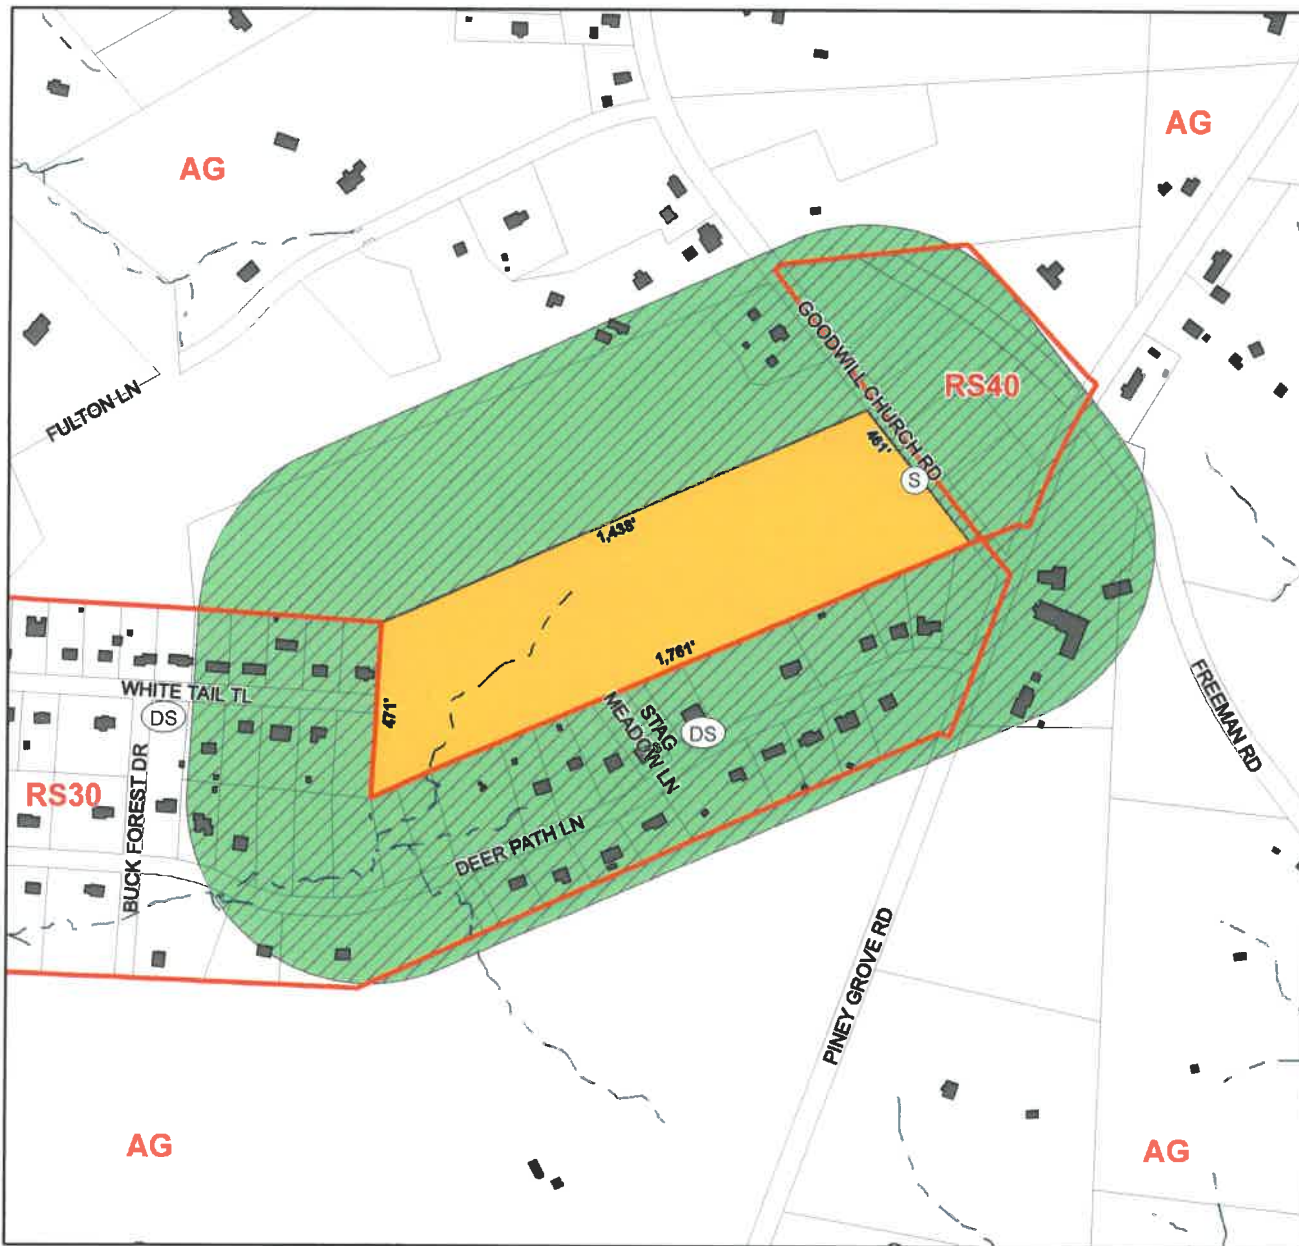 AG
AG
FULTON LN
GOODWILL CHURCH RD
RS40
461'
S
1,438'
1,761'
471'
WHITE TAIL TL
DS
STAG
MEADOW LN
DS
FREEMAN RD
RS30
BUCK FOREST DR
DEER PATH LN
PINEY GROVE RD
AG
AG